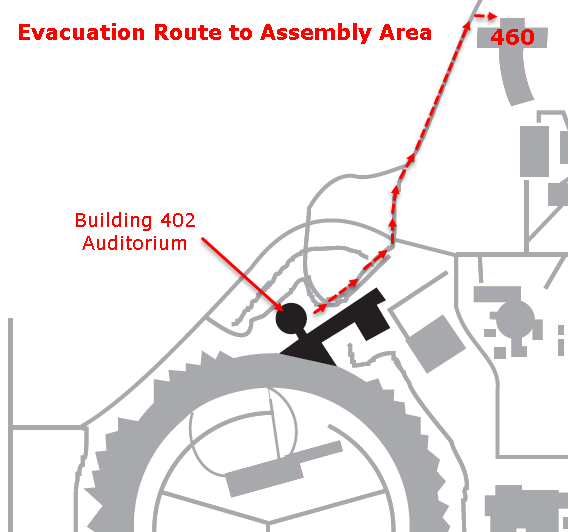 Evacuation Route to Assembly Area
460
Building 402
Auditorium